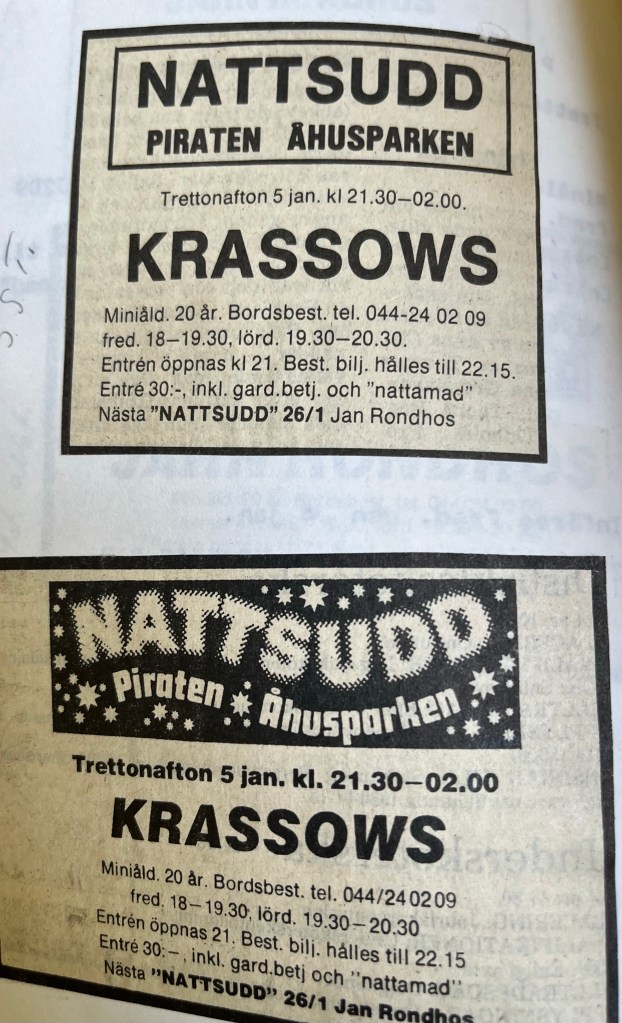 NATTSUDD
PIRATEN ÅHUSPARKEN
Trettonafton 5 jan. kl 21.30–02.00.
KRASSOWS
Miniåld. 20 år. Bordsbest. tel. 044-24 02 09
fred. 18–19.30, lörd. 19.30–20.30.
Entrén öppnas kl 21. Best. bilj. hålles till 22.15.
Entré 30:-, inkl. gard.betj. och "nattamad"
Nästa "NATTSUDD" 26/1 Jan Rondhos
NATTSUDD
Piraten Åhusparken
Trettonafton 5 jan. kl. 21.30–02.00
KRASSOWS
Miniåld. 20 år. Bordsbest. tel. 044/24 02 09
fred. 18–19.30, lörd. 19.30–20.30
Entrén öppnas 21. Best. bilj. hålles till 22.15
Entré 30:–, inkl. gard.betj och "nattamad"
Nästa "NATTSUDD" 26/1 Jan Rondhos